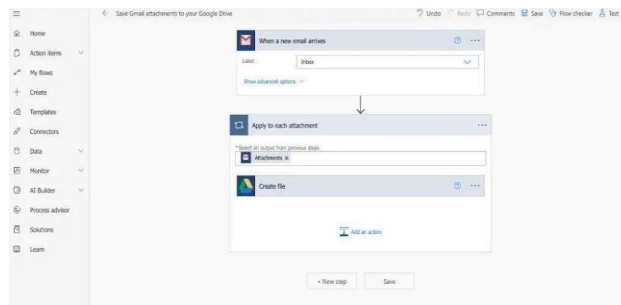 Save Gmail attachments to your Google Drive
Undo Redo Comments Save Flow checker Test
Home
Action items
My flows
Create
Templates
Connectors
Data
Monitor
AI Builder
Process advisor
Solutions
Learn
When a new email arrives
Label Inbox
Show advanced options
Apply to each attachment
*Select an output from previous steps
Attachments x
Create file
Add an action
+ New step Save